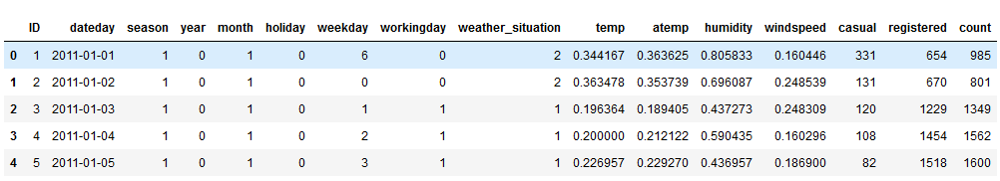 ID dateday season year month holiday weekday workingday weather_situation temp atemp humidity windspeed casual registered count
0 1 2011-01-01 1 0 1 0 6 0 2 0.344167 0.363625 0.805833 0.160446 331 654 985
1 2 2011-01-02 1 0 1 0 0 0 2 0.363478 0.353739 0.696087 0.248539 131 670 801
2 3 2011-01-03 1 0 1 0 1 1 1 0.196364 0.189405 0.437273 0.248309 120 1229 1349
3 4 2011-01-04 1 0 1 0 2 1 1 0.200000 0.212122 0.590435 0.160296 108 1454 1562
4 5 2011-01-05 1 0 1 0 3 1 1 0.226957 0.229270 0.436957 0.186900 82 1518 1600